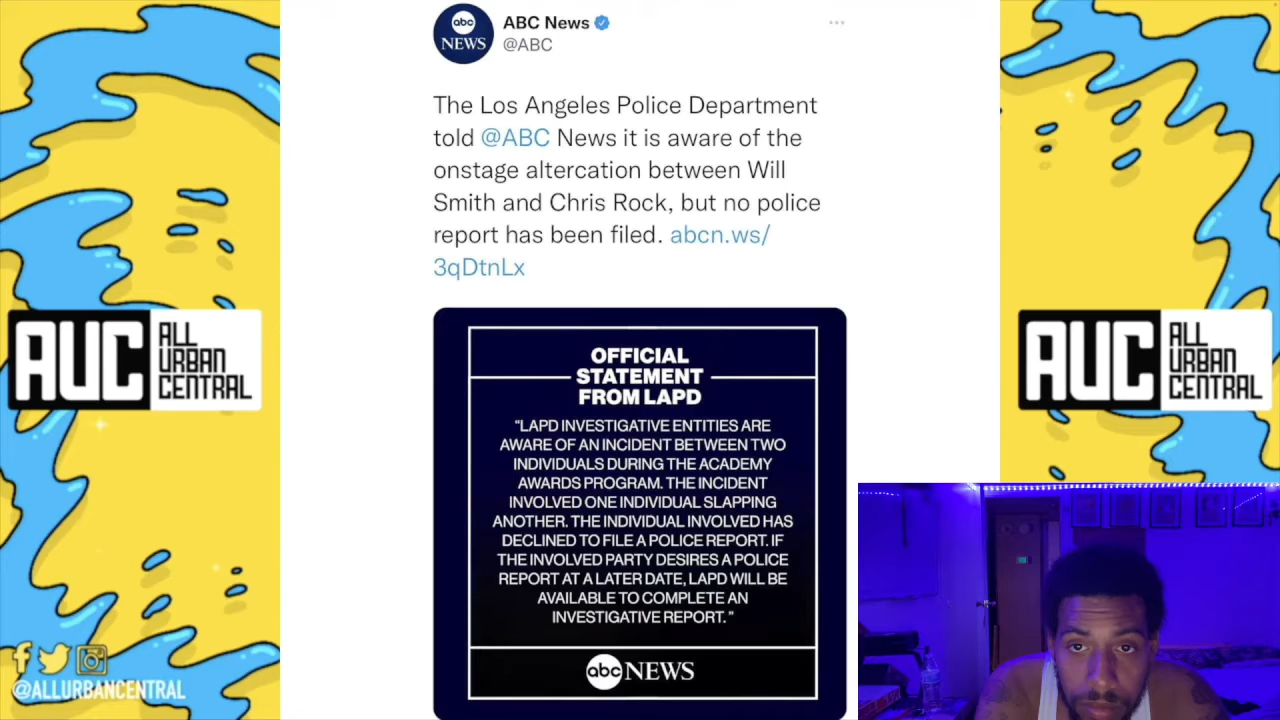 abc
NEWS
ABC News
@ABC
The Los Angeles Police Department
told @ABC News it is aware of the
onstage altercation between Will
Smith and Chris Rock, but no police
report has been filed. abcn.ws/
3qDtnLx
OFFICIAL
STATEMENT
FROM LAPD
“LAPD INVESTIGATIVE ENTITIES ARE
AWARE OF AN INCIDENT BETWEEN TWO
INDIVIDUALS DURING THE ACADEMY
AWARDS PROGRAM. THE INCIDENT
INVOLVED ONE INDIVIDUAL SLAPPING
ANOTHER. THE INDIVIDUAL INVOLVED HAS
DECLINED TO FILE A POLICE REPORT. IF
THE INVOLVED PARTY DESIRES A POLICE
REPORT AT A LATER DATE, LAPD WILL BE
AVAILABLE TO COMPLETE AN
INVESTIGATIVE REPORT.”
abc NEWS
AUC ALL
URBAN
CENTRAL
AUC ALL
URBAN
CENTRAL
@ALLURBANCENTRAL